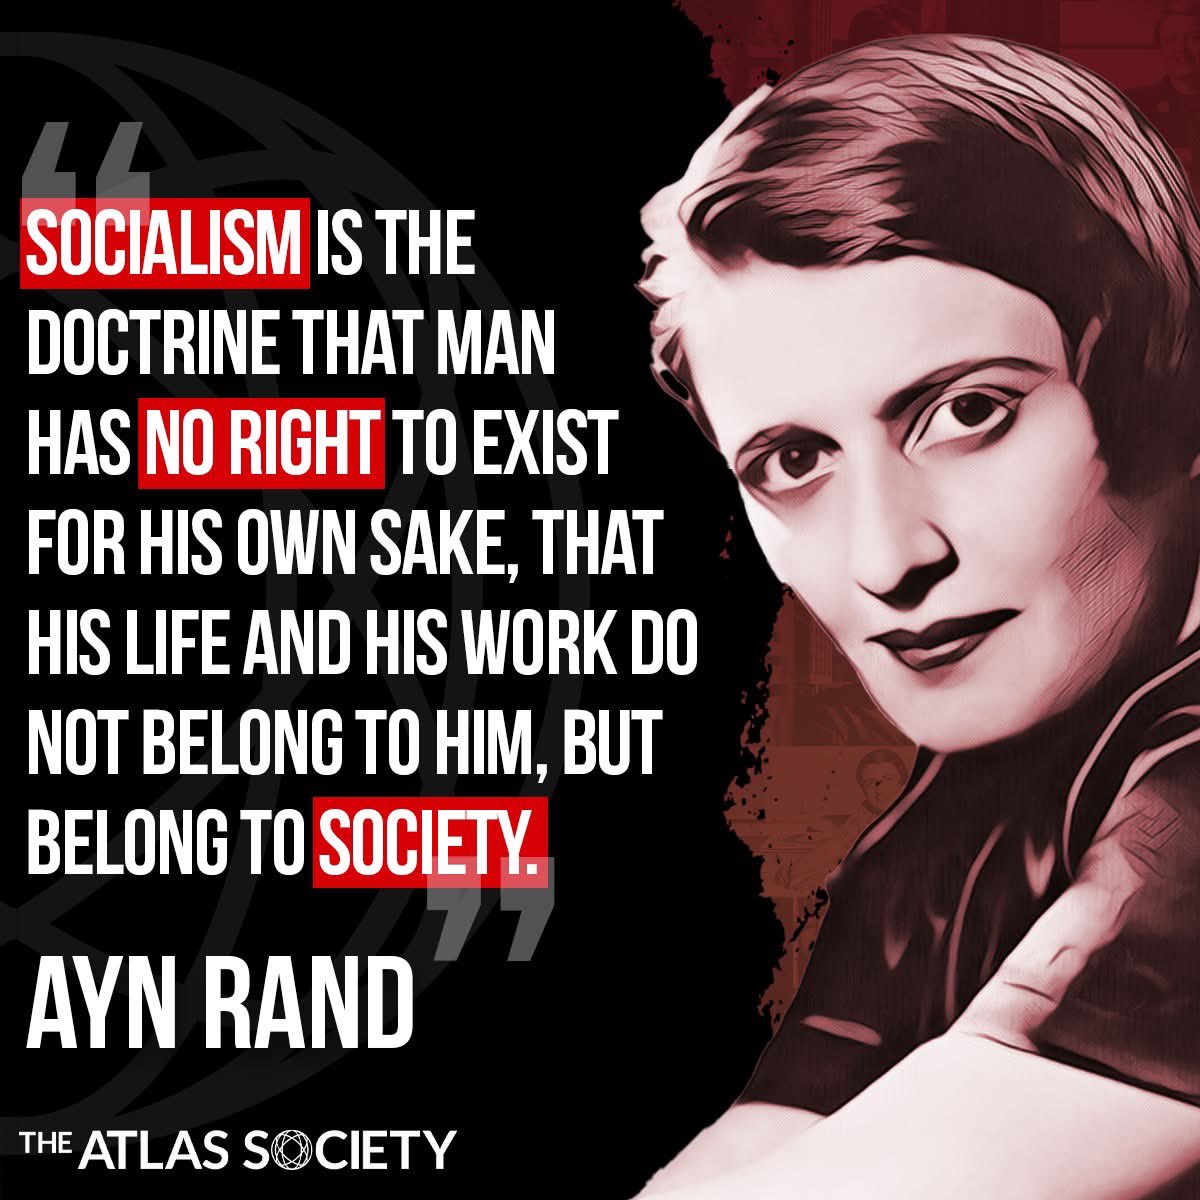 “
SOCIALISM IS THE
DOCTRINE THAT MAN
HAS NO RIGHT TO EXIST
FOR HIS OWN SAKE, THAT
HIS LIFE AND HIS WORK DO
NOT BELONG TO HIM, BUT
BELONG TO SOCIETY.
”
AYN RAND
THE ATLAS SOCIETY